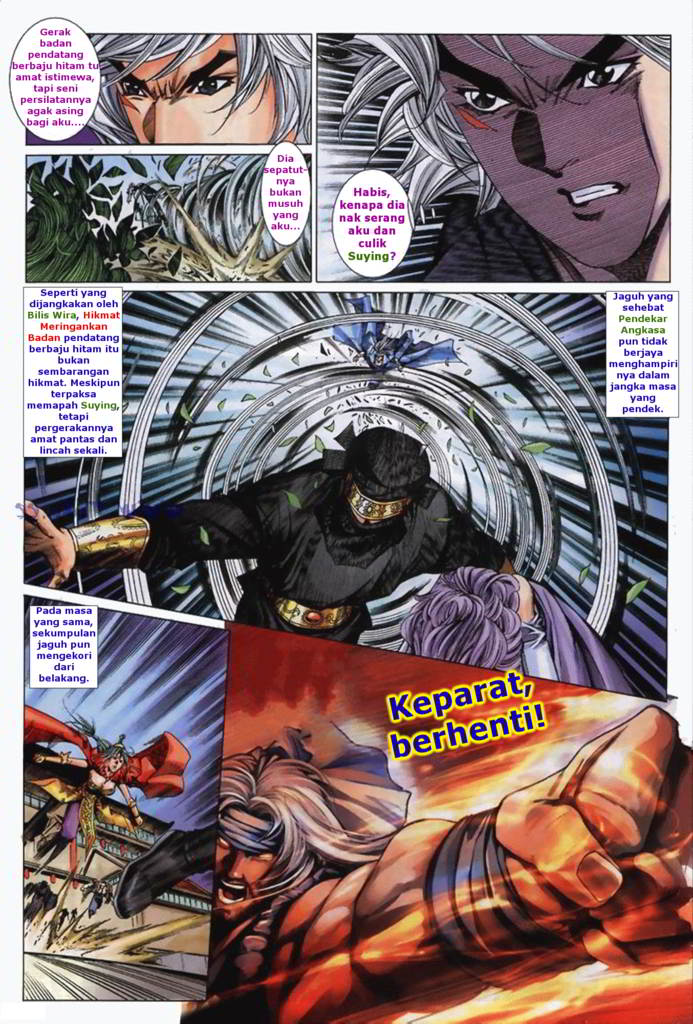 Gerak
badan
pendatang
berbaju hitam tu
amat istimewa,
tapi seni
persilatannya
agak asing
bagi aku....
Dia
sepatut-
nya
bukan
musuh
yang
aku...
Habis,
kenapa dia
nak serang
aku dan
culik
Suying?
Seperti yang
dijangkakan oleh
Bilis Wira, Hikmat
Meringankan
Badan pendatang
berbaju hitam itu
bukan
sembarangan
hikmat. Meskipun
terpaksa
memapah Suying,
tetapi
pergerakannya
amat pantas dan
lincah sekali.
Jaguh yang
sehebat
Pendekar
Angkasa
pun tidak
berjaya
menghampiri
nya dalam
jangka masa
yang
pendek.
Pada masa
yang sama,
sekumpulan
jaguh pun
mengekori
dari
belakang.
Keparat,
berhenti!